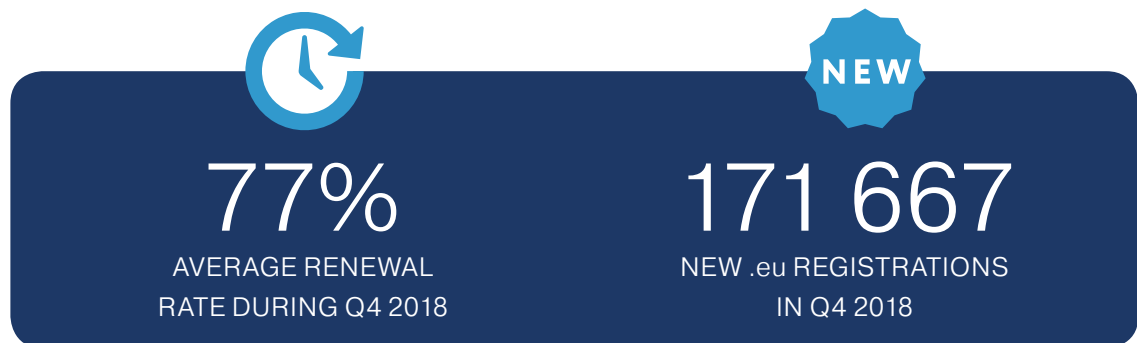 77%
AVERAGE RENEWAL
RATE DURING Q4 2018
NEW
171 667
NEW .eu REGISTRATIONS
IN Q4 2018